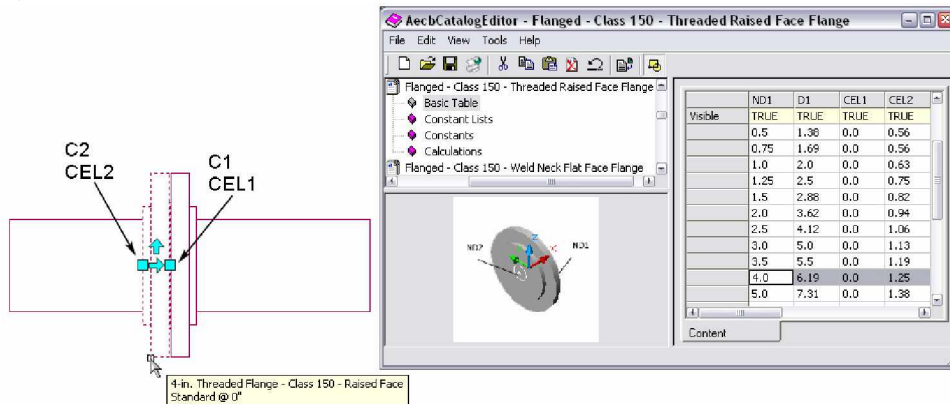 AecbCatalogEditor - Flanged - Class 150 - Threaded Raised Face Flange
File Edit View Tools Help
Flanged - Class 150 - Threaded Raised Face Flange
Basic Table
Constant Lists
Constants
Calculations
Flanged - Class 150 - Weld Neck Flat Face Flange
ND1 D1 CEL1 CEL2
Visible TRUE TRUE TRUE TRUE
0.5 1.38 0.0 0.56
0.75 1.69 0.0 0.56
1.0 2.0 0.0 0.63
1.25 2.5 0.0 0.75
1.5 2.88 0.0 0.82
2.0 3.62 0.0 0.94
2.5 4.12 0.0 1.06
3.0 5.0 0.0 1.13
3.5 5.5 0.0 1.19
4.0 6.19 0.0 1.25
5.0 7.31 0.0 1.38
Content
ND2
ND1
Z
X
C2
CEL2
C1
CEL1
4-in. Threaded Flange - Class 150 - Raised Face
Standard @ 0"